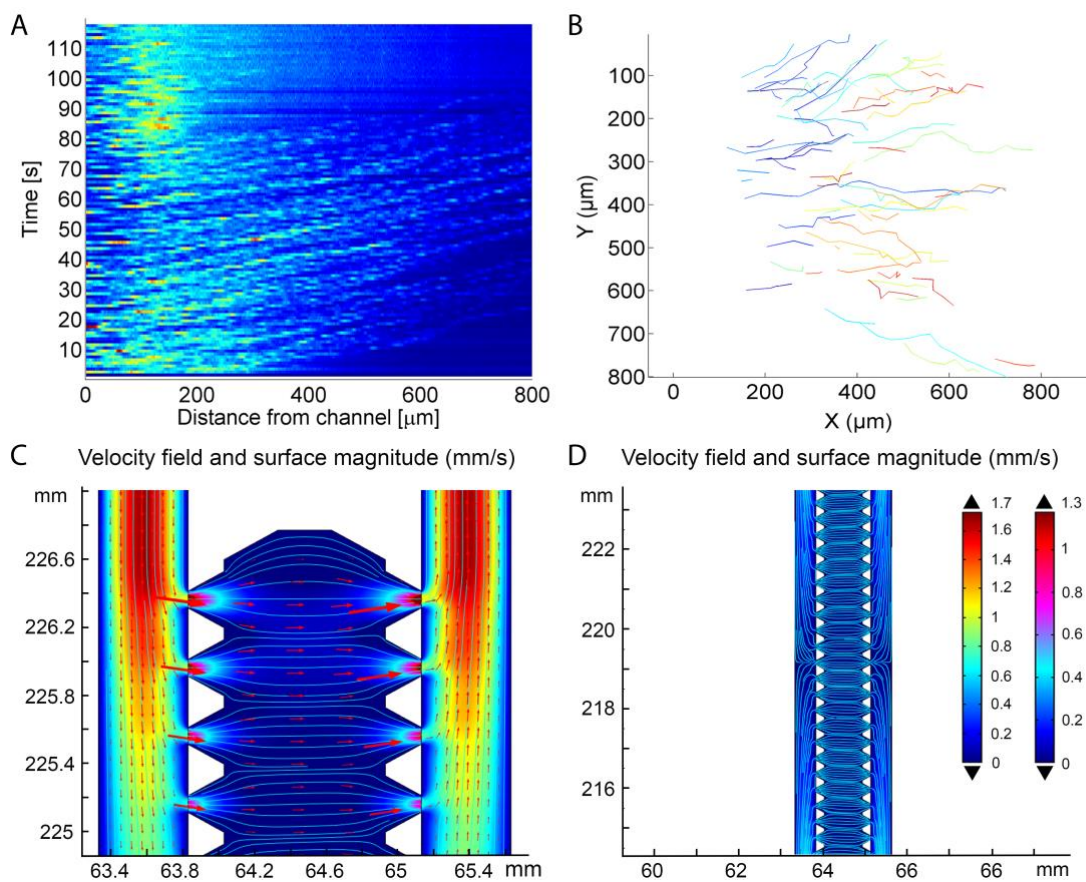 A
Time [s]
110
100
90
80
70
60
50
40
30
20
10
0 200 400 600 800
Distance from channel [μm]
B
Y (μm)
100
200
300
400
500
600
700
800
0 200 400 600 800
X (μm)
C
Velocity field and surface magnitude (mm/s)
mm
226.6
226.2
225.8
225.4
225
63.4 63.8 64.2 64.6 65 65.4 mm
D
Velocity field and surface magnitude (mm/s)
mm
222
220
218
216
60 62 64 66 66 mm
1.7
1.6
1.4
1.2
1
0.8
0.6
0.4
0.2
0
1.3
1.2
1
0.8
0.6
0.4
0.2
0